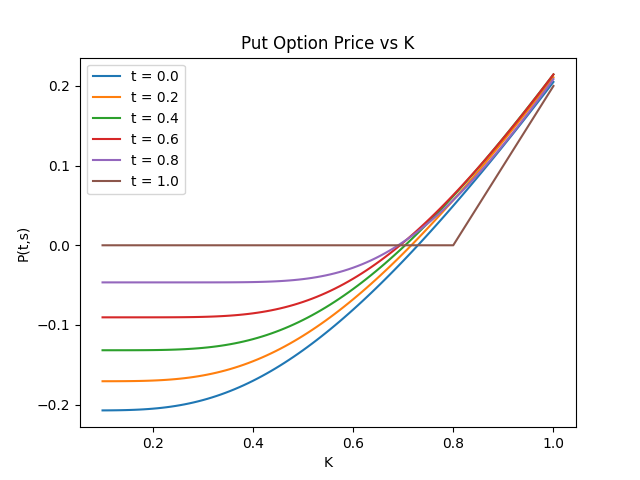 Put Option Price vs K
t = 0.0
t = 0.2
t = 0.4
t = 0.6
t = 0.8
t = 1.0
P(t,s)
0.2
0.1
0.0
−0.1
−0.2
0.2 0.4 0.6 0.8 1.0
K